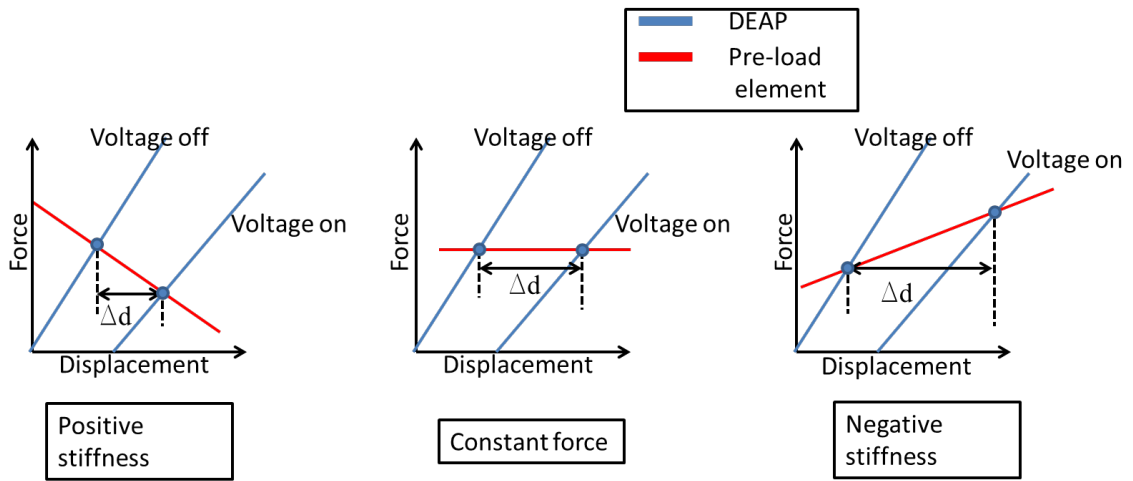 DEAP
Pre-load
element
Voltage off
Voltage on
Force
Δd
Displacement
Positive
stiffness
Voltage off
Voltage on
Force
Δd
Displacement
Constant force
Voltage on
Force
Δd
Displacement
Voltage off
Negative
stiffness